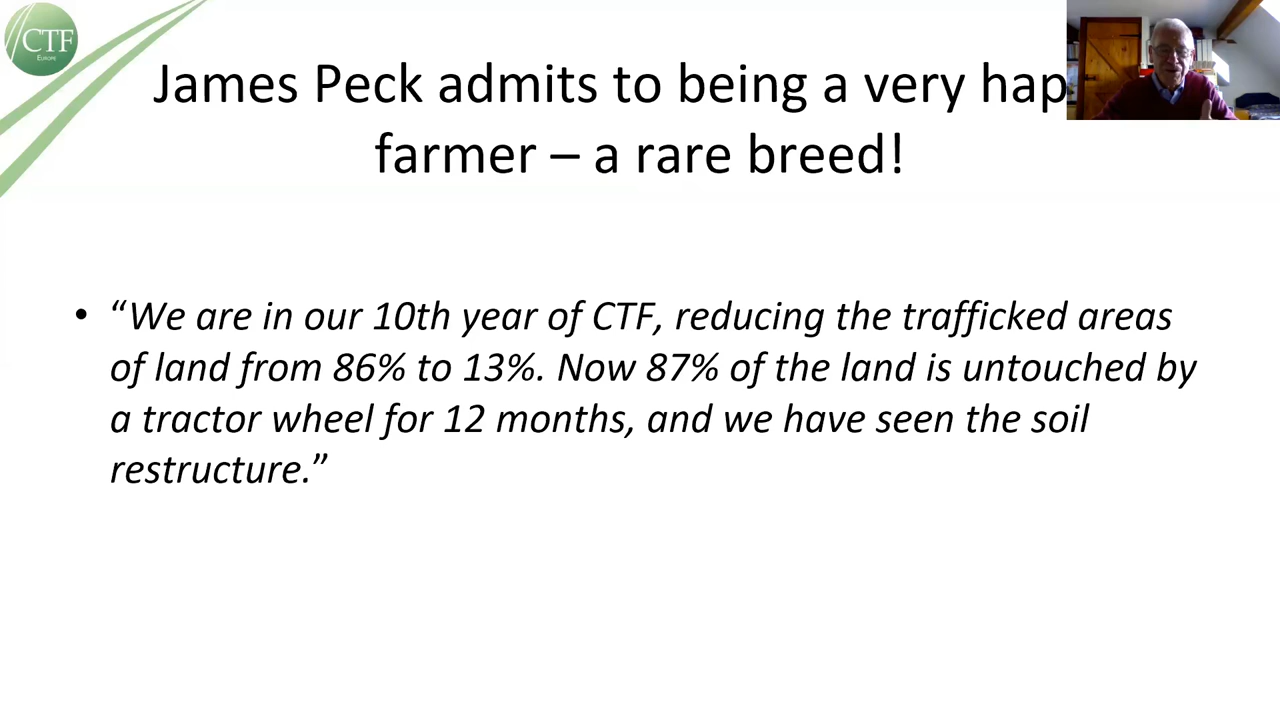 CTF
EUROPE
James Peck admits to being a very hap
farmer – a rare breed!
• “We are in our 10th year of CTF, reducing the trafficked areas
of land from 86% to 13%. Now 87% of the land is untouched by
a tractor wheel for 12 months, and we have seen the soil
restructure.”